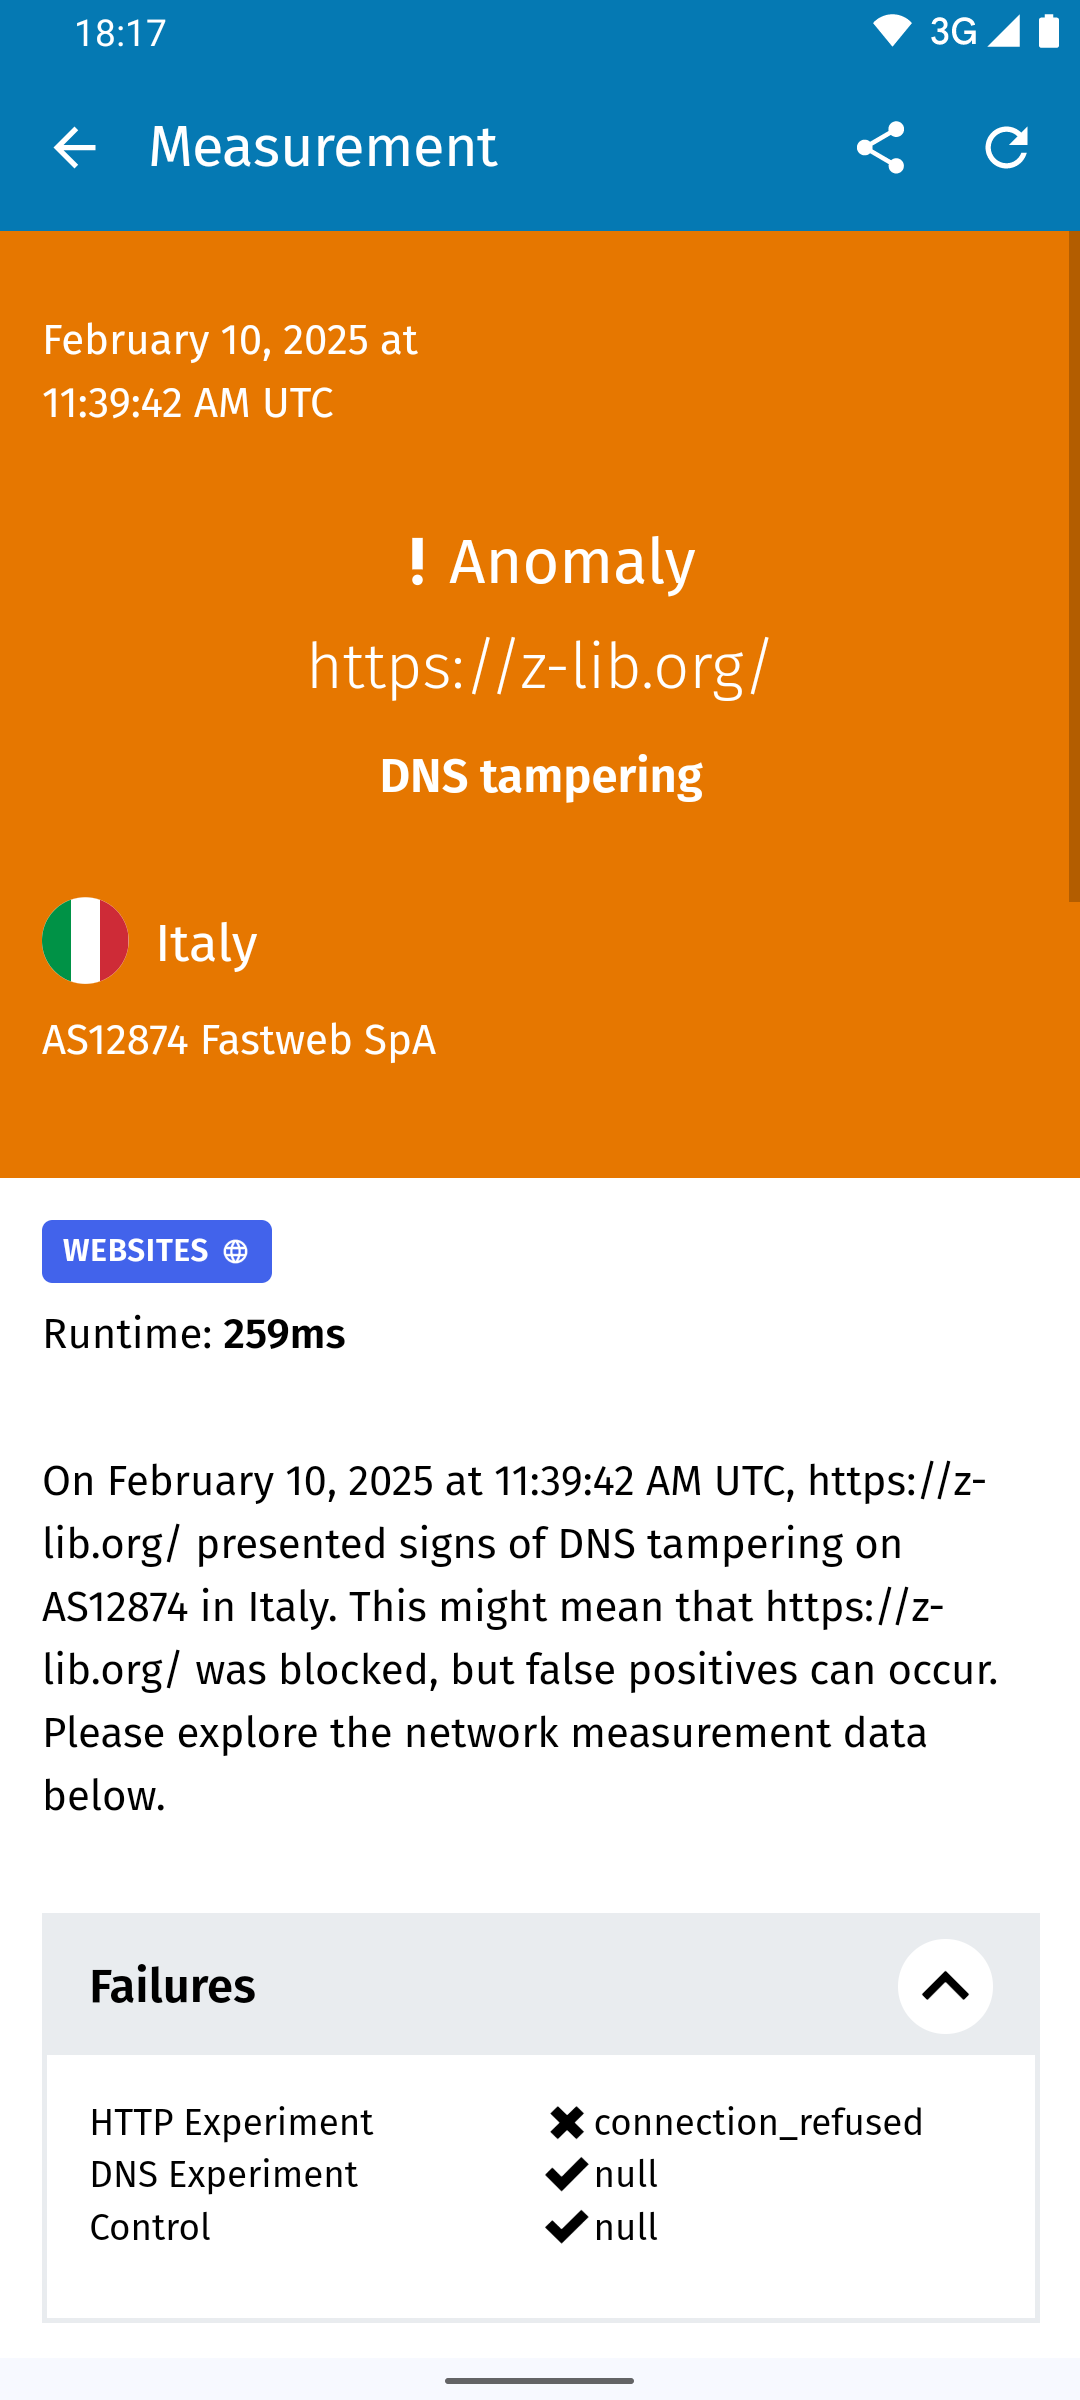 18:17
3G
Measurement
February 10, 2025 at
11:39:42 AM UTC
! Anomaly
https://z-lib.org/
DNS tampering
Italy
AS12874 Fastweb SpA
WEBSITES
Runtime: 259ms
On February 10, 2025 at 11:39:42 AM UTC, https://z-
lib.org/ presented signs of DNS tampering on
AS12874 in Italy. This might mean that https://z-
lib.org/ was blocked, but false positives can occur.
Please explore the network measurement data
below.
Failures
HTTP Experiment connection_refused
DNS Experiment null
Control null